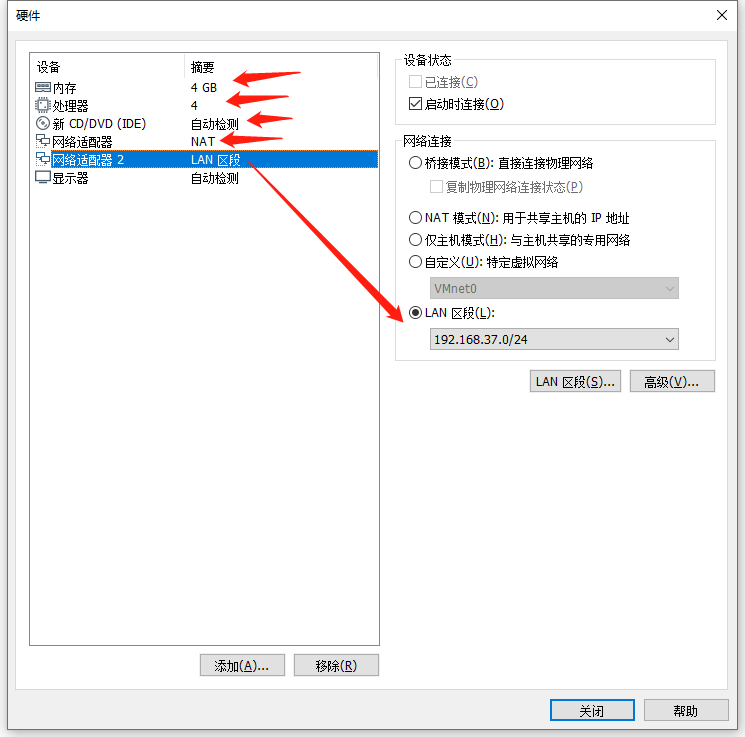 硬件
设备 摘要
内存 4 GB
处理器 4
新 CD/DVD (IDE) 自动检测
网络适配器 NAT
网络适配器 2 LAN 区段
显示器 自动检测
添加(A)...
移除(R)
设备状态
已连接(C)
启动时连接(O)
网络连接
桥接模式(B): 直接连接物理网络
复制物理网络连接状态(P)
NAT 模式(N): 用于共享主机的 IP 地址
仅主机模式(H): 与主机共享的专用网络
自定义(U): 特定虚拟网络
VMnet0
LAN 区段(L):
192.168.37.0/24
LAN 区段(S)...
高级(V)...
关闭
帮助